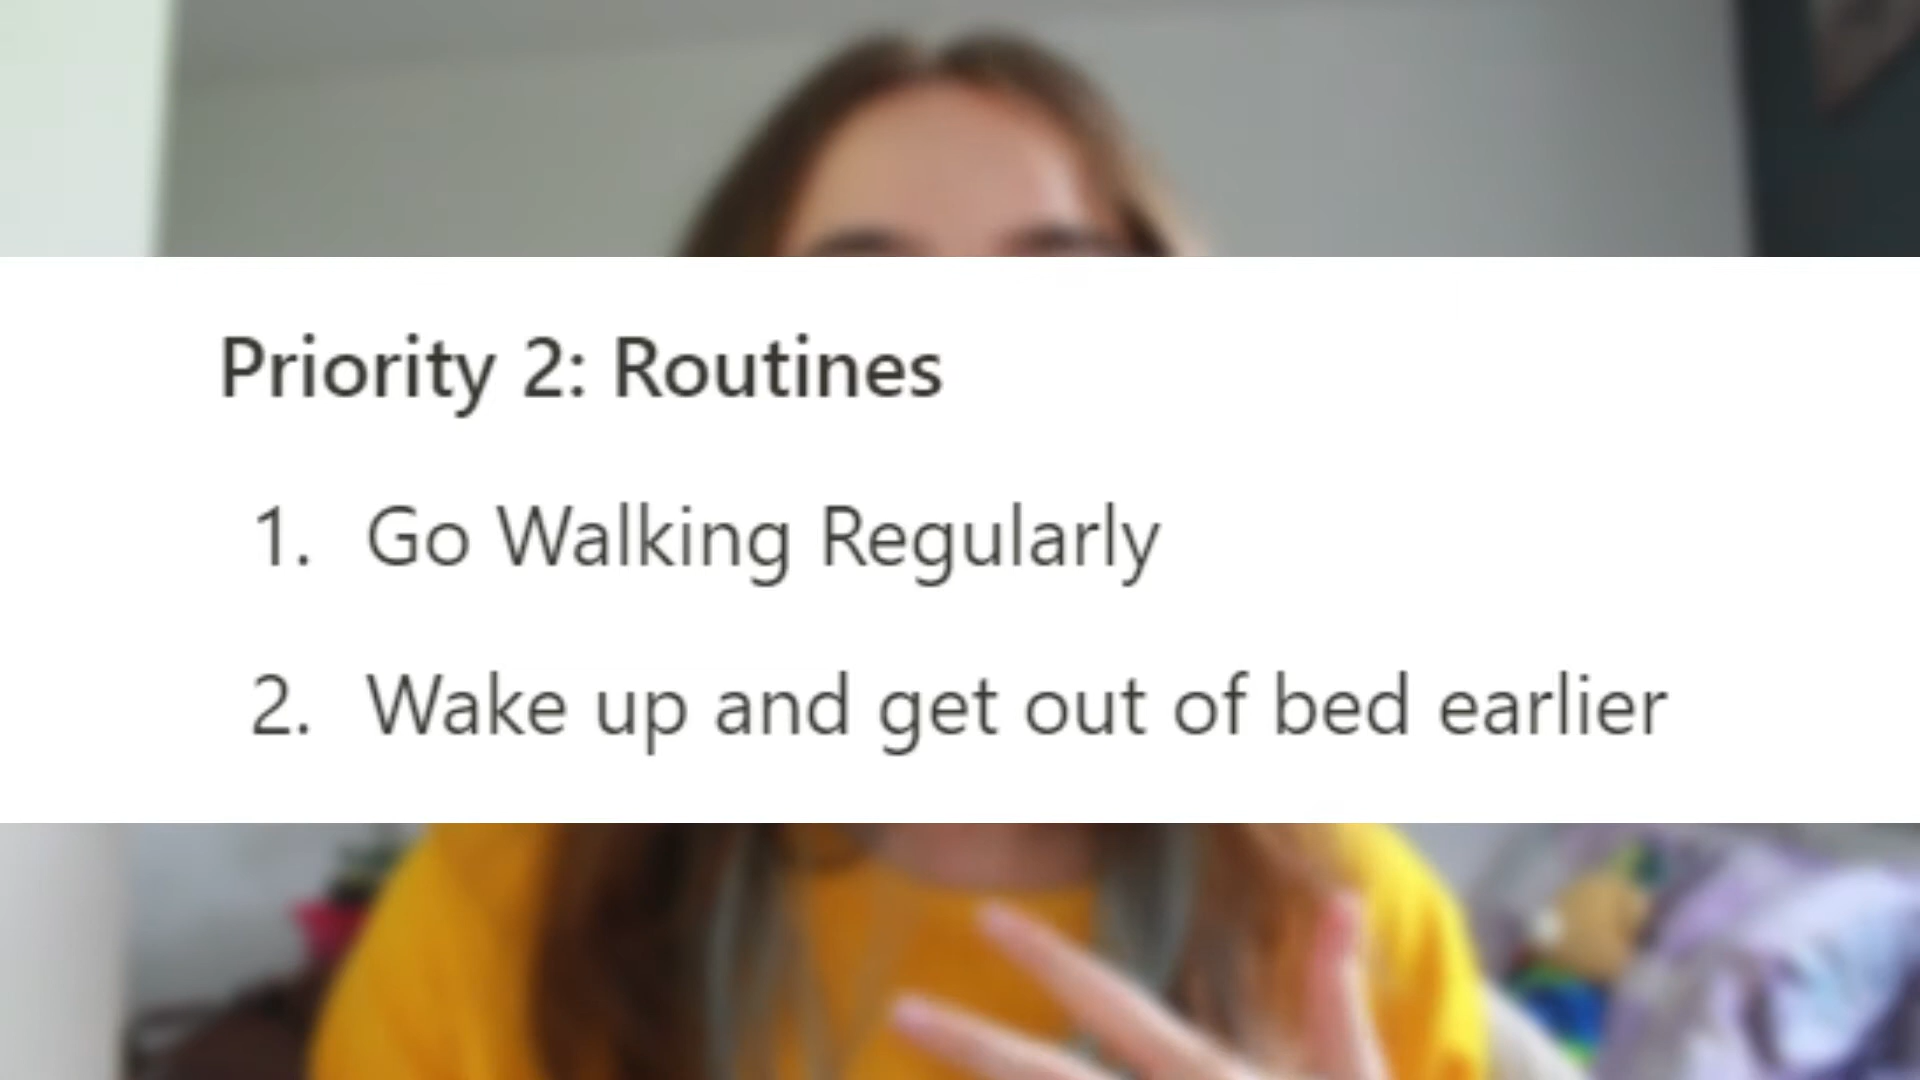 Priority 2: Routines
1. Go Walking Regularly
2. Wake up and get out of bed earlier